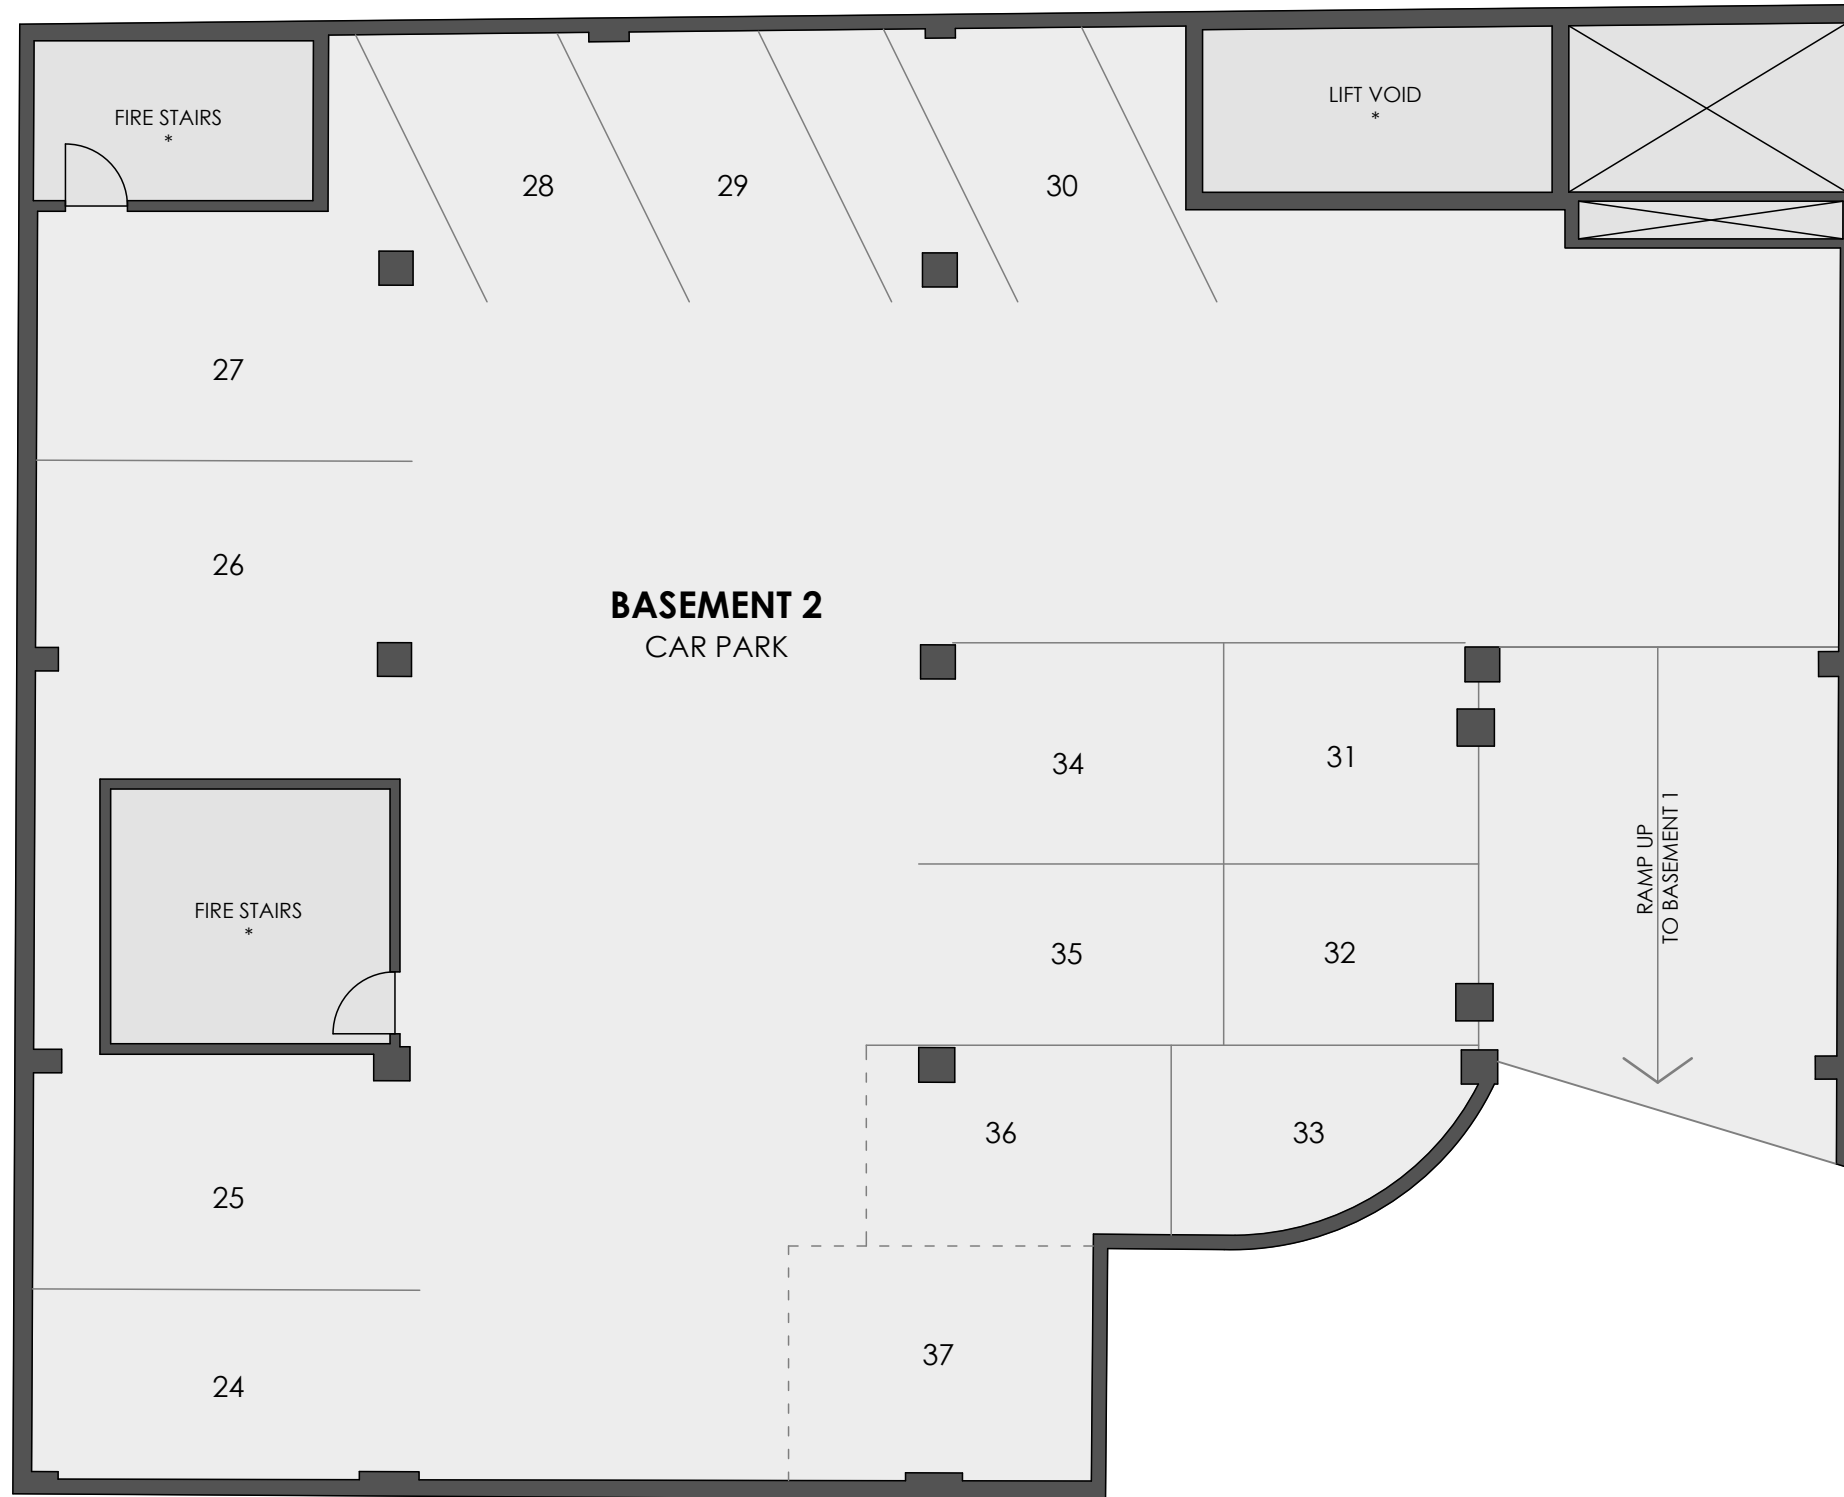 FIRE STAIRS
*
LIFT VOID
*
28
29
30
27
26
BASEMENT 2
CAR PARK
34
31
RAMP UP
TO BASEMENT 1
FIRE STAIRS
*
35
32
36
33
25
37
24